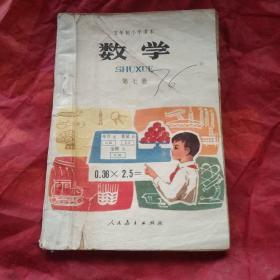 五年制小学课本
数学
SHUXUE
第七册
76
0.36 × 2.5 =
人民教育出版社